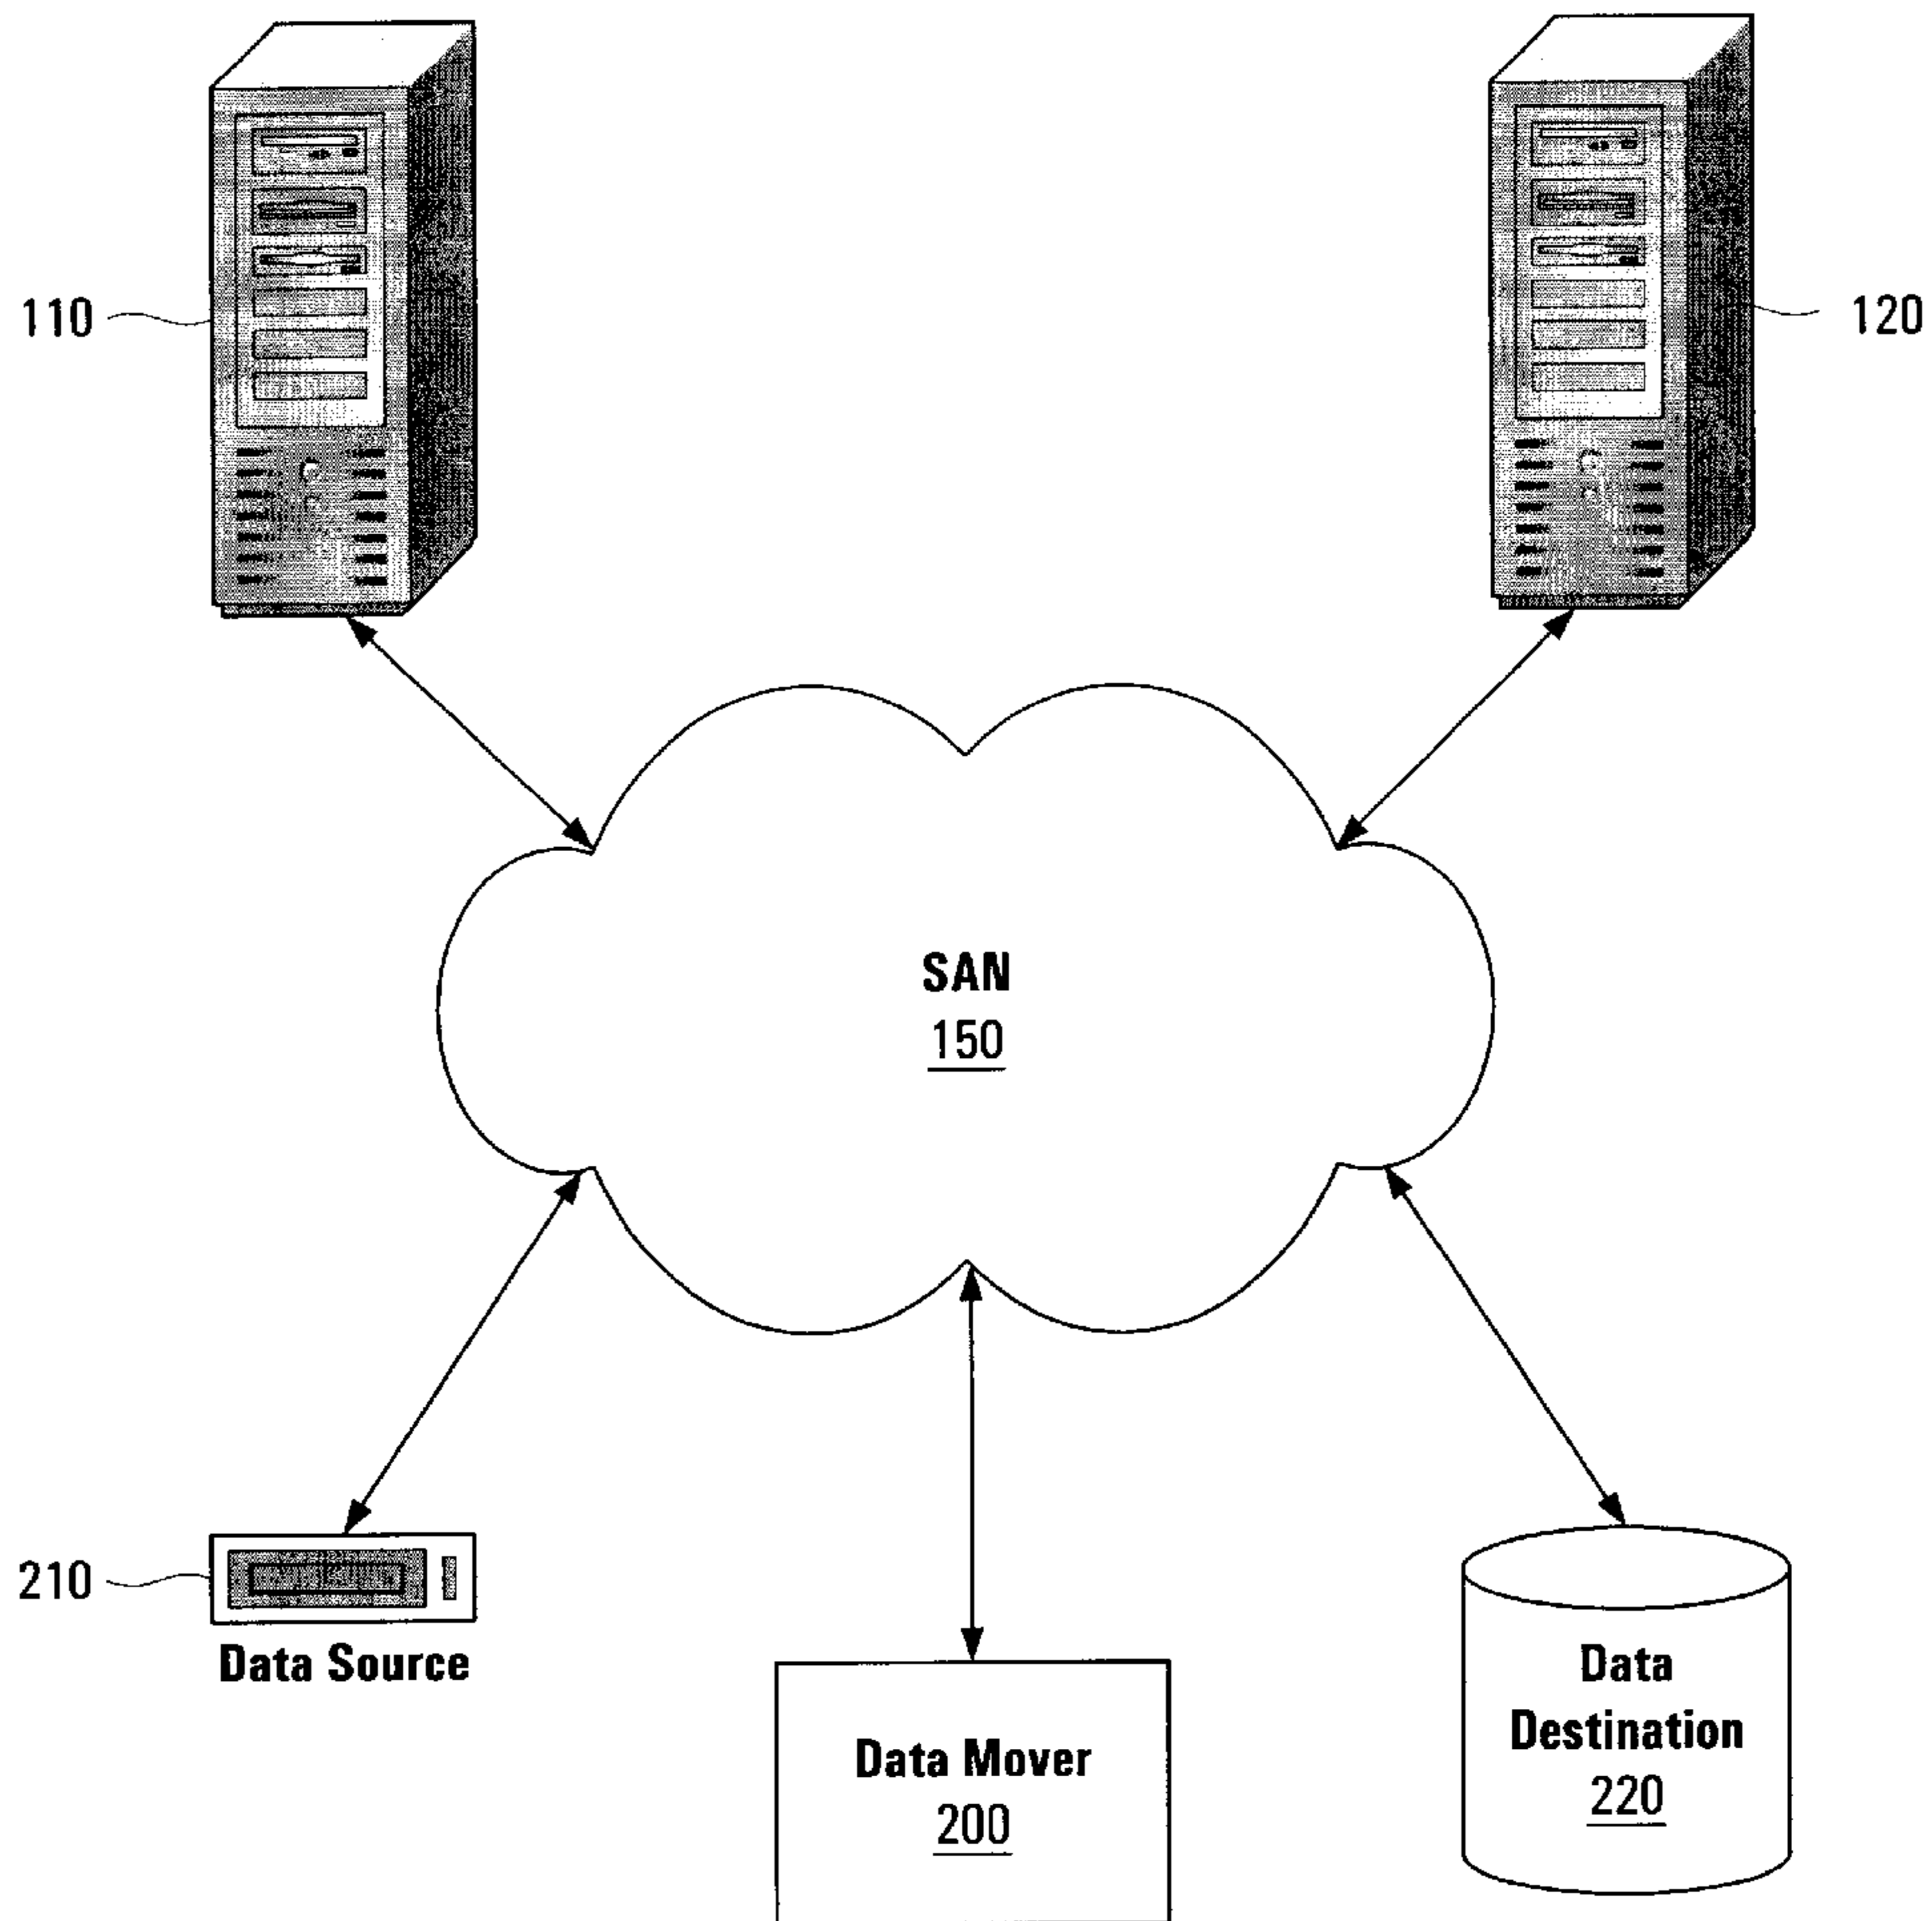 110
120
SAN
150
210
Data Source
Data Mover
200
Data
Destination
220